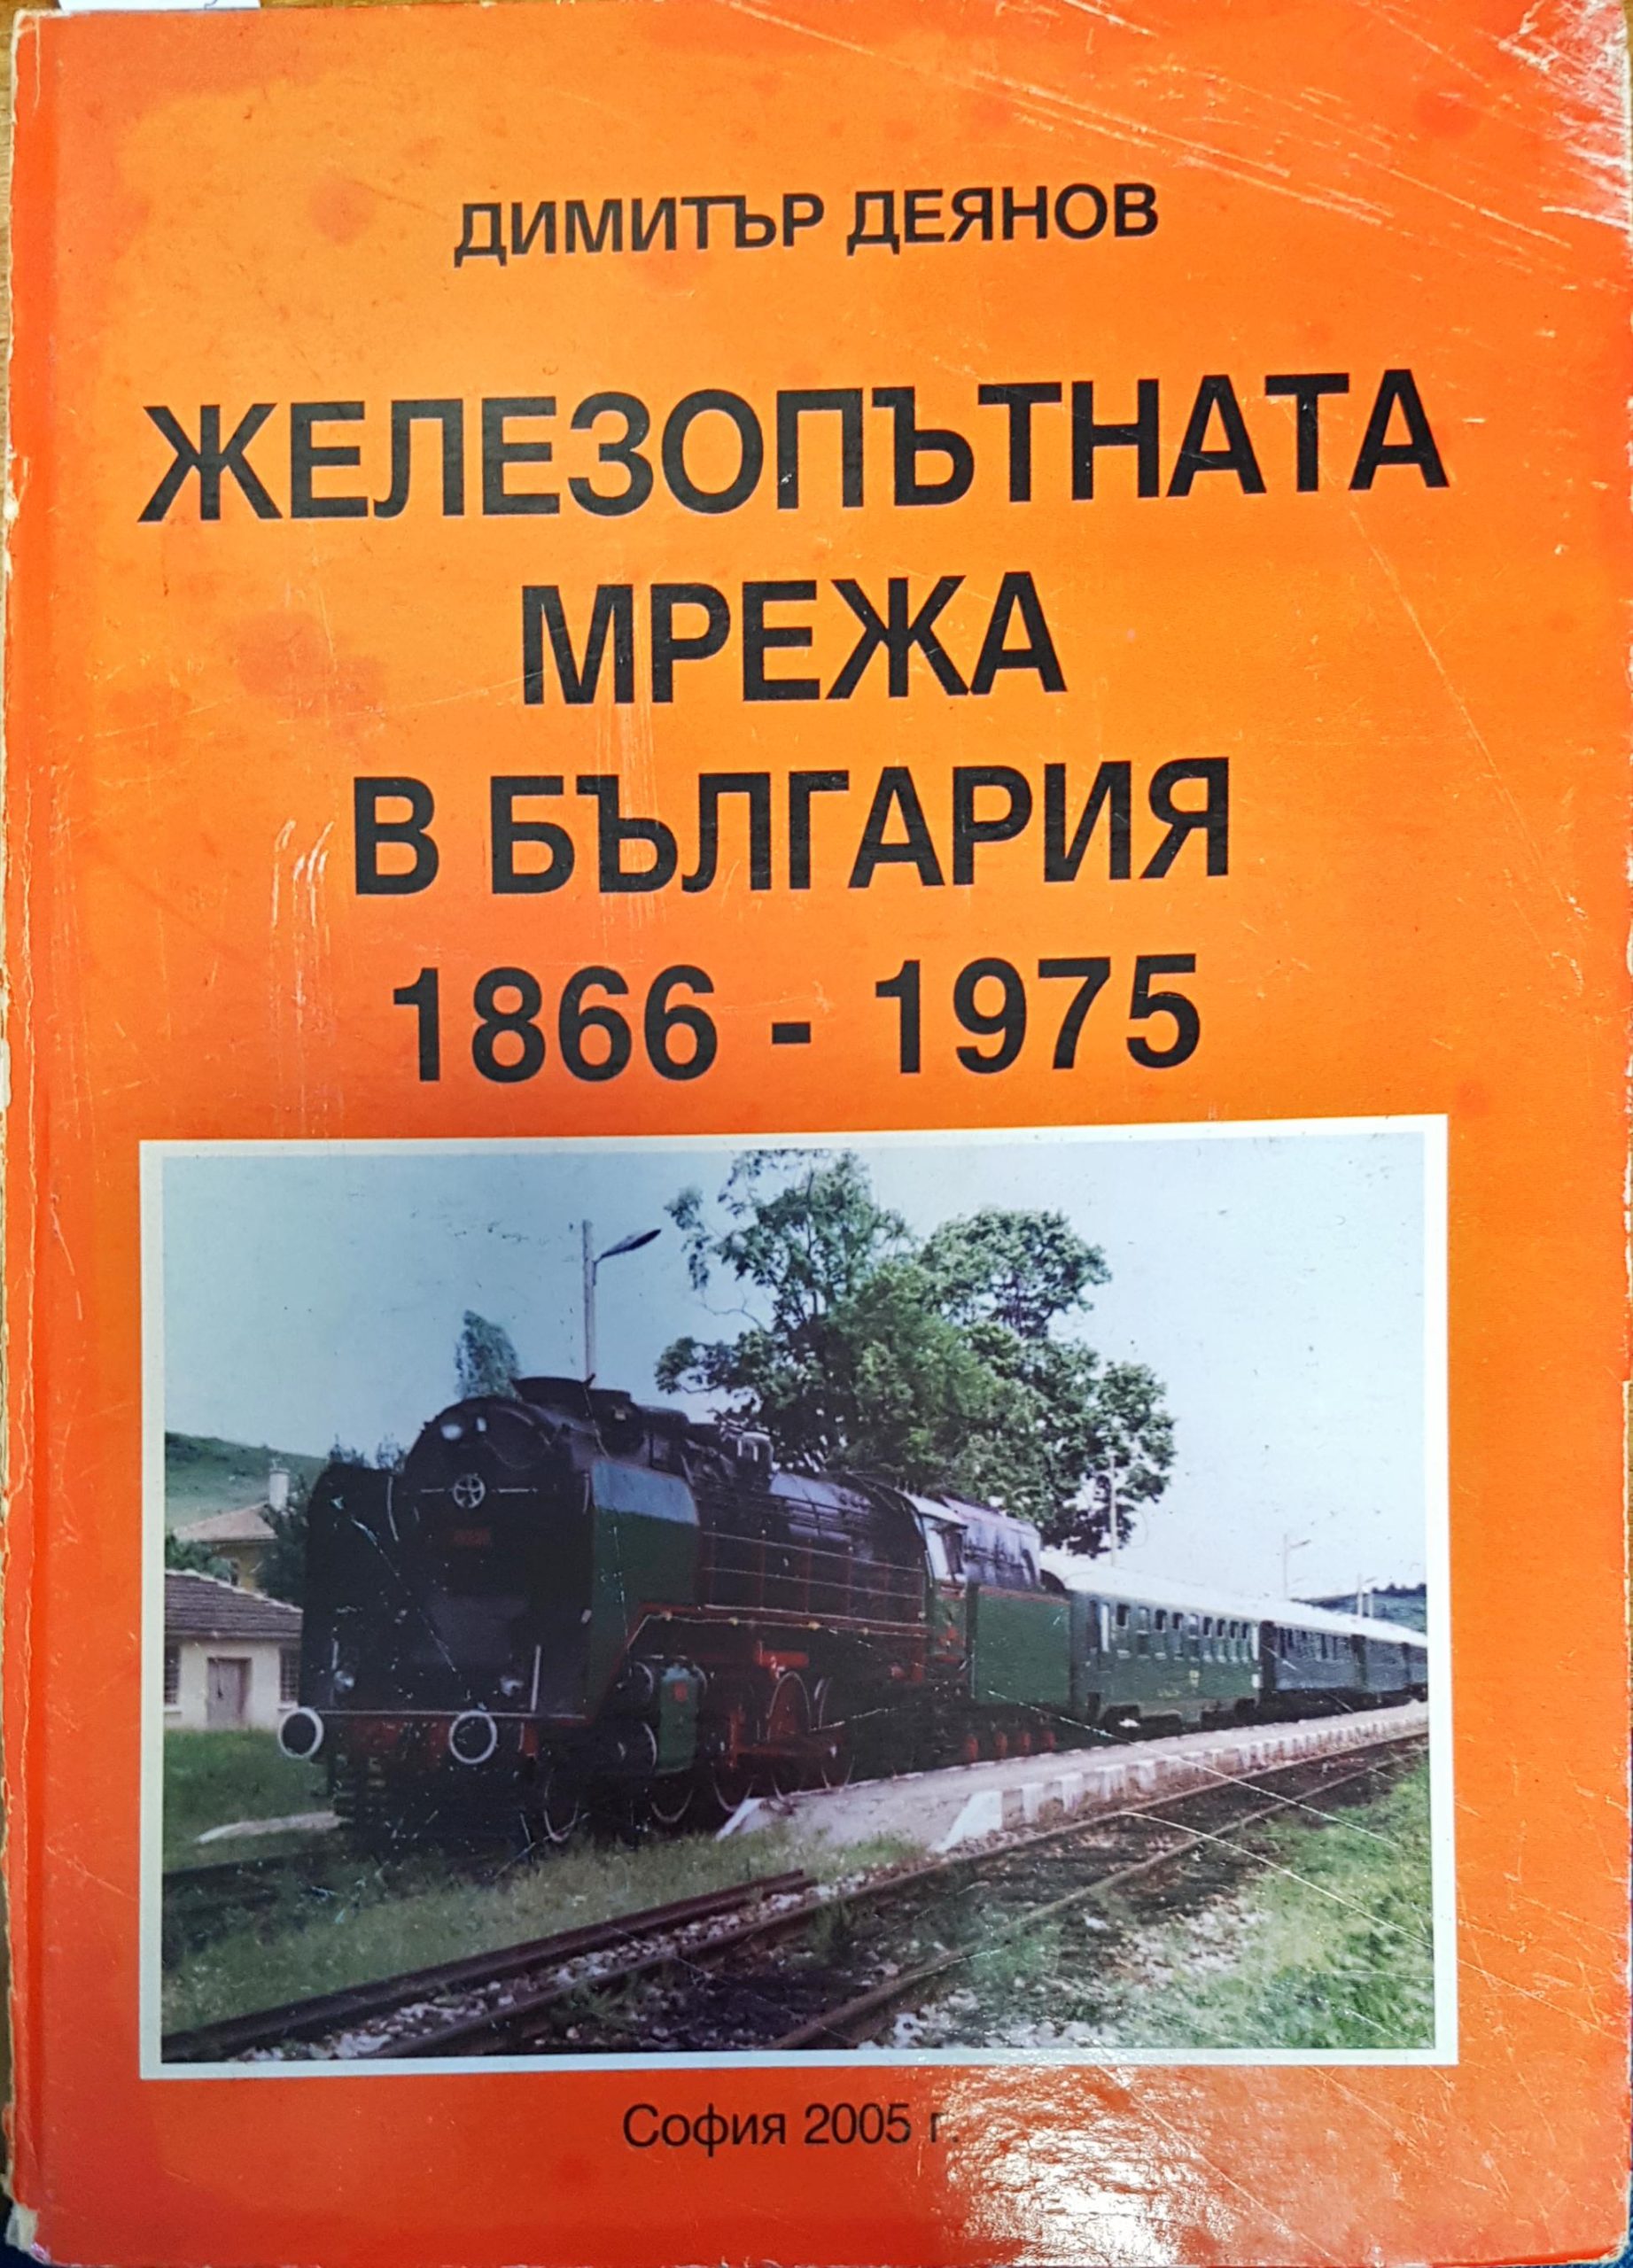 ДИМИТЪР ДЕЯНОВ
ЖЕЛЕЗОПЪТНАТА
МРЕЖА
В БЪЛГАРИЯ
1866 - 1975
София 2005 г.